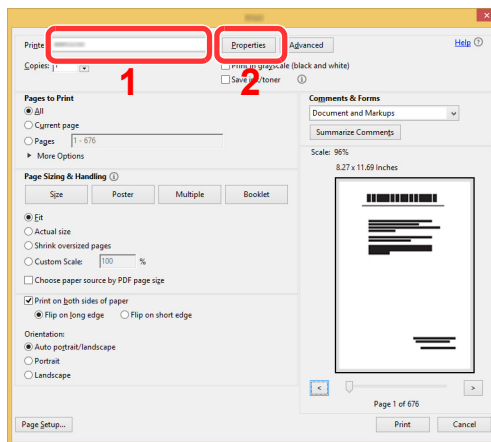 Printer
Properties
Advanced
Help
Copies:
Print in grayscale (black and white)
Save ink/toner
1
2
Pages to Print
All
Current page
Pages 1 - 676
More Options
Comments & Forms
Document and Markups
Summarize Comments
Scale: 96%
8.27 x 11.69 Inches
Page Sizing & Handling
Size Poster Multiple Booklet
Fit
Actual size
Shrink oversized pages
Custom Scale: 100 %
Choose paper source by PDF page size
Print on both sides of paper
Flip on long edge Flip on short edge
Orientation:
Auto portrait/landscape
Portrait
Landscape
< >
Page 1 of 676
Page Setup... Print Cancel